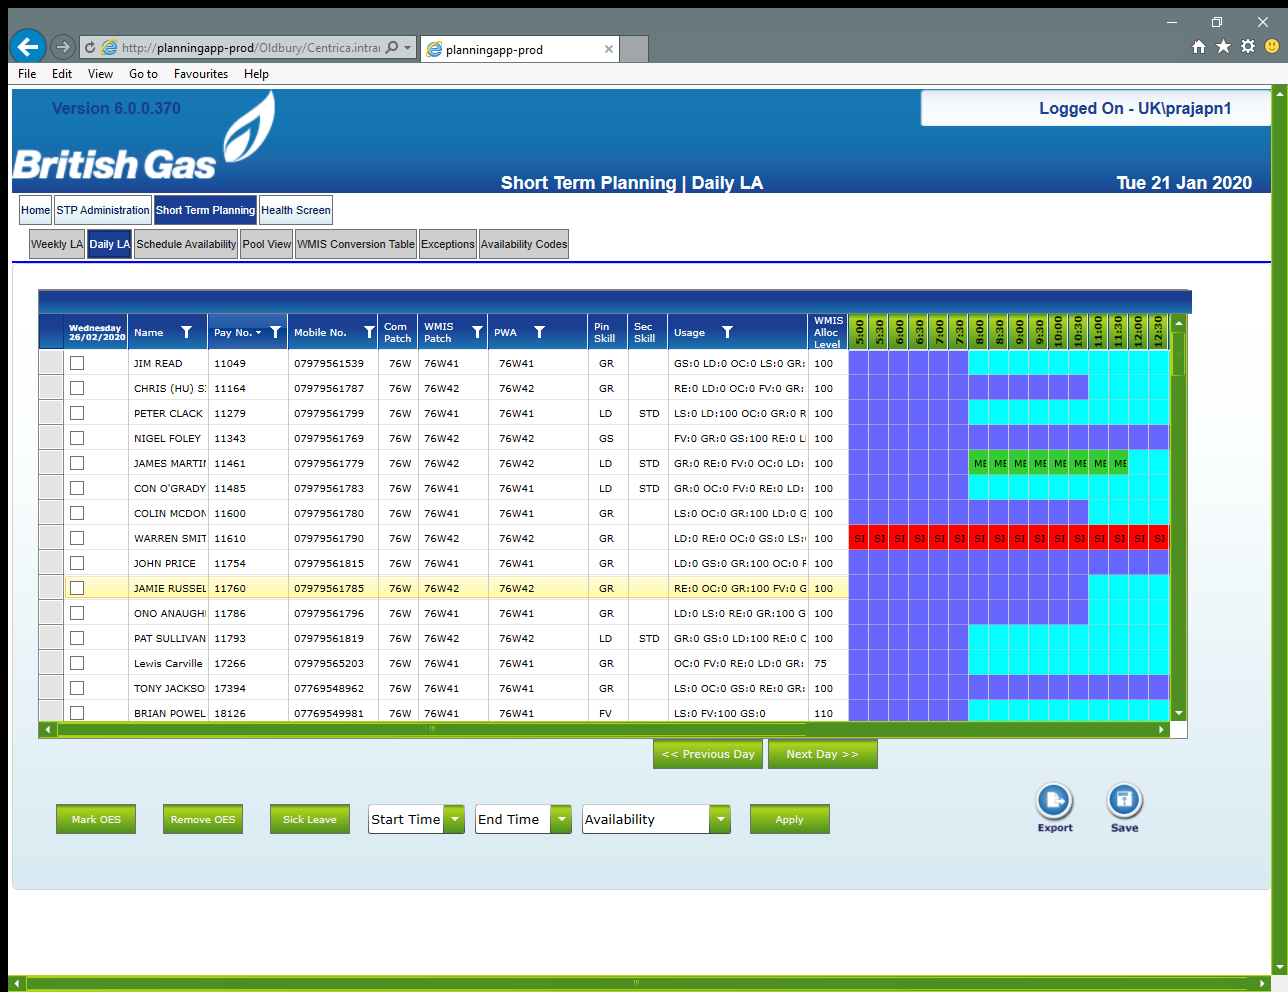 http://planningapp-prod/Oldbury/Centrica.intrar
planningapp-prod
File Edit View Go to Favourites Help
Version 6.0.0.370
Logged On - UK\prajapn1
British Gas
Short Term Planning | Daily LA
Tue 21 Jan 2020
Home STP Administration Short Term Planning Health Screen
Weekly LA Daily LA Schedule Availability Pool View WMIS Conversion Table Exceptions Availability Codes
Wednesday 26/02/2020 Name Pay No. Mobile No. Com Patch WMIS Patch PWA Pin Skill Sec Skill Usage WMIS Alloc Level 5:00 5:30 6:00 6:30 7:00 7:30 8:00 8:30 9:00 9:30 10:00 10:30 11:00 11:30 12:00 12:30
JIM READ 11049 07979561539 76W 76W41 76W41 GR GS:0 LD:0 OC:0 LS:0 GR: 100
CHRIS (HU) S 11164 07979561787 76W 76W42 76W42 GR RE:0 LD:0 OC:0 FV:0 GR: 100
PETER CLACK 11279 07979561799 76W 76W41 76W41 LD STD LS:0 LD:100 OC:0 GR:0 R 100
NIGEL FOLEY 11343 07979561769 76W 76W42 76W42 GS FV:0 GR:0 GS:100 RE:0 L 100
JAMES MARTIN 11461 07979561779 76W 76W42 76W42 LD STD GR:0 RE:0 FV:0 OC:0 LD: 100 ME ME ME ME ME ME ME ME
CON O'GRADY 11485 07979561783 76W 76W41 76W41 LD STD GR:0 OC:0 FV:0 RE:0 LD: 100
COLIN MCDON 11600 07979561780 76W 76W41 76W41 GR LS:0 OC:0 GR:100 LD:0 G 100
WARREN SMIT 11610 07979561790 76W 76W42 76W42 GR LD:0 RE:0 OC:0 GS:0 LS: 100 SI SI SI SI SI SI SI SI SI SI SI SI SI SI SI SI
JOHN PRICE 11754 07979561815 76W 76W41 76W41 GR LD:0 GS:0 GR:100 OC:0 F 100
JAMIE RUSSEL 11760 07979561785 76W 76W42 76W42 GR RE:0 OC:0 GR:100 FV:0 G 100
ONO ANAUGH 11786 07979561796 76W 76W41 76W41 GR LD:0 LS:0 RE:0 GR:100 G 100
PAT SULLIVAN 11793 07979561819 76W 76W42 76W42 LD STD GR:0 GS:0 LD:100 RE:0 C 100
Lewis Carville 17266 07979565203 76W 76W41 76W41 GR OC:0 FV:0 RE:0 LD:0 GR: 75
TONY JACKSO 17394 07769548962 76W 76W41 76W41 GR LS:0 OC:0 GS:0 RE:0 GR: 100
BRIAN POWEL 18126 07769549981 76W 76W41 76W41 FV LS:0 FV:100 GS:0 110
<< Previous Day Next Day >>
Mark OES Remove OES Sick Leave Start Time End Time Availability Apply Export Save